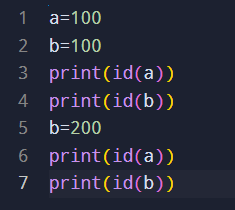 1 a=100
2 b=100
3 print(id(a))
4 print(id(b))
5 b=200
6 print(id(a))
7 print(id(b))